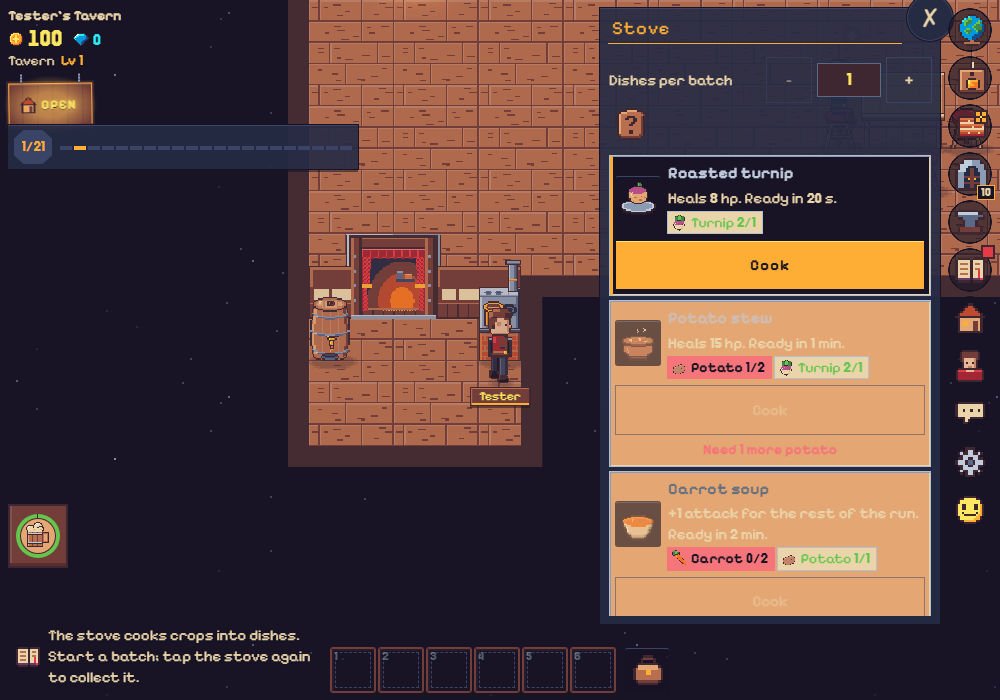 Tester's Tavern
100 0
Tavern Lv 1
OPEN
1/21
Stove
X
Dishes per batch - 1 +
?
Roasted turnip
Heals 8 hp. Ready in 20 s.
Turnip 2/1
Cook
Potato stew
Heals 15 hp. Ready in 1 min.
Potato 1/2 Turnip 2/1
Cook
Need 1 more potato
Carrot soup
+1 attack for the rest of the run.
Ready in 2 min.
Carrot 0/2 Potato 1/1
Cook
10
Tester
The stove cooks crops into dishes.
Start a batch; tap the stove again
to collect it.
1 2 3 4 5 6